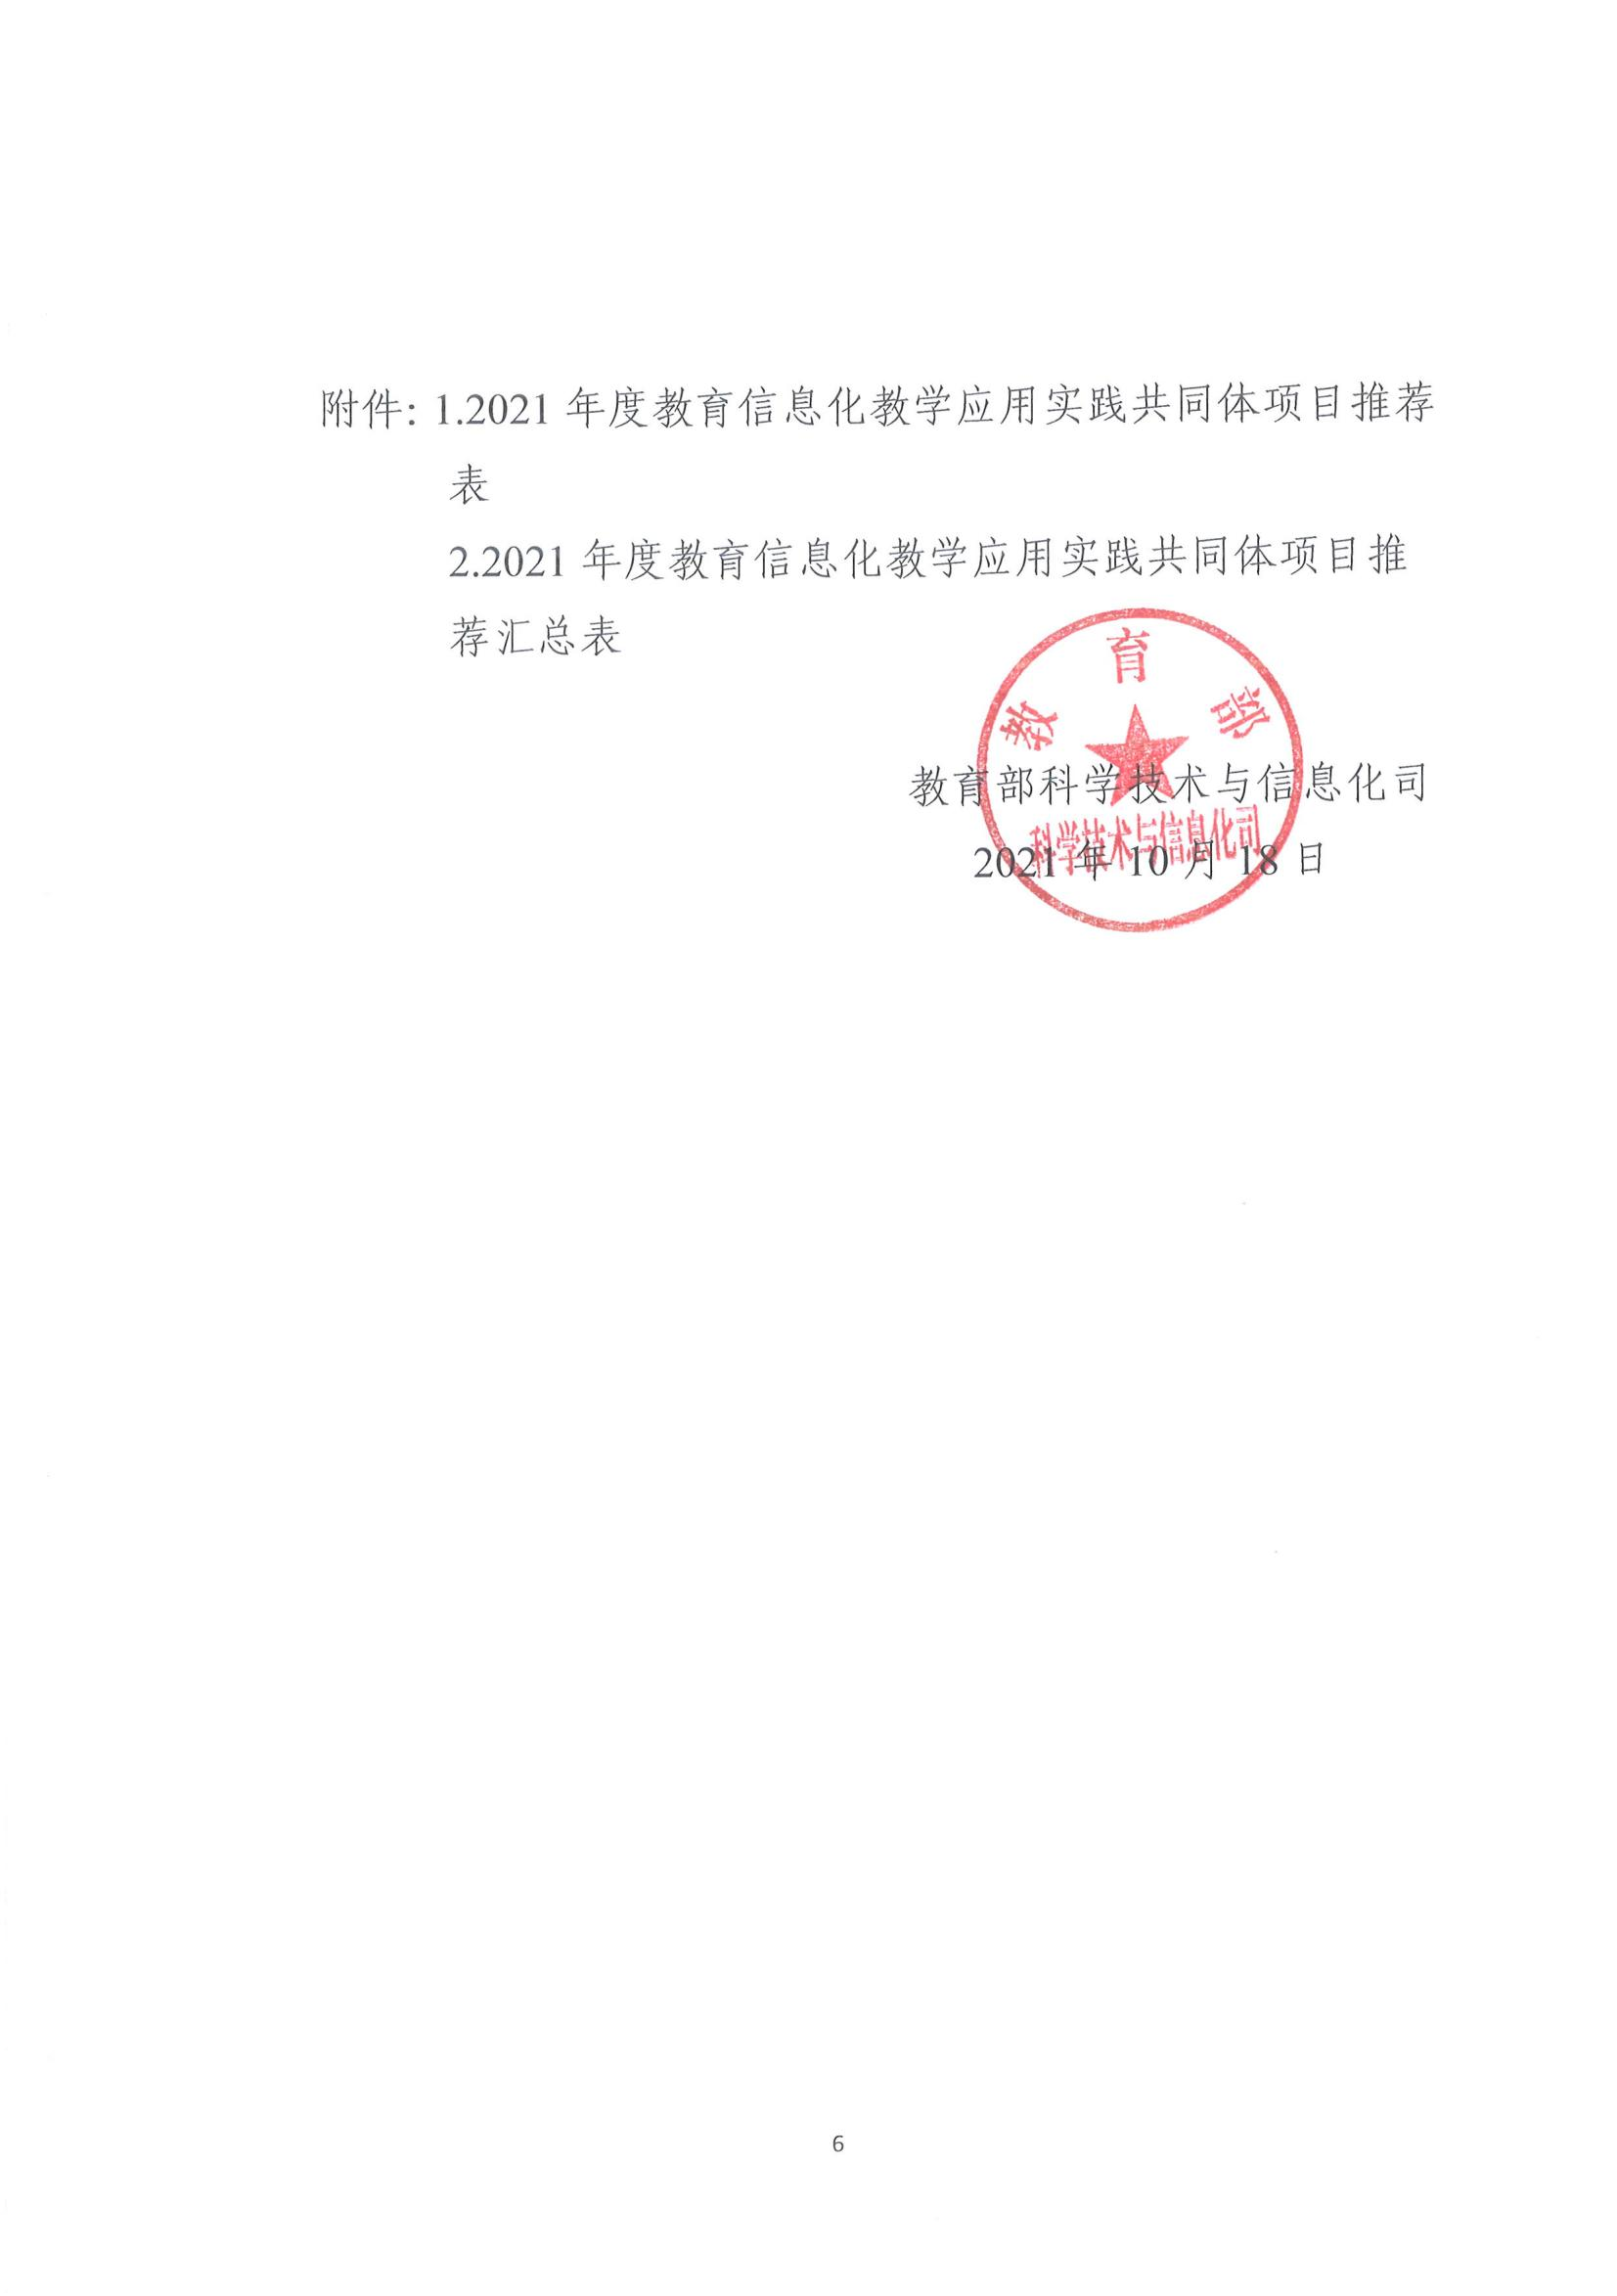 附件: 1.2021 年度教育信息化教学应用实践共同体项目推荐
表
2.2021 年度教育信息化教学应用实践共同体项目推
荐汇总表
教育部
教育部科学技术与信息化司
科学技术与信息化司
2021 年 10 月 18 日
6